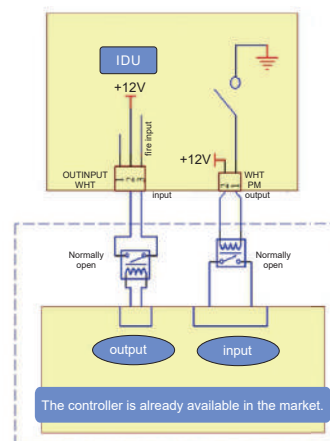 IDU
+12V
fire input
+12V
OUTINPUT
WHT
WHT
PM
input
output
Normally
open
Normally
open
output
input
The controller is already available in the market.